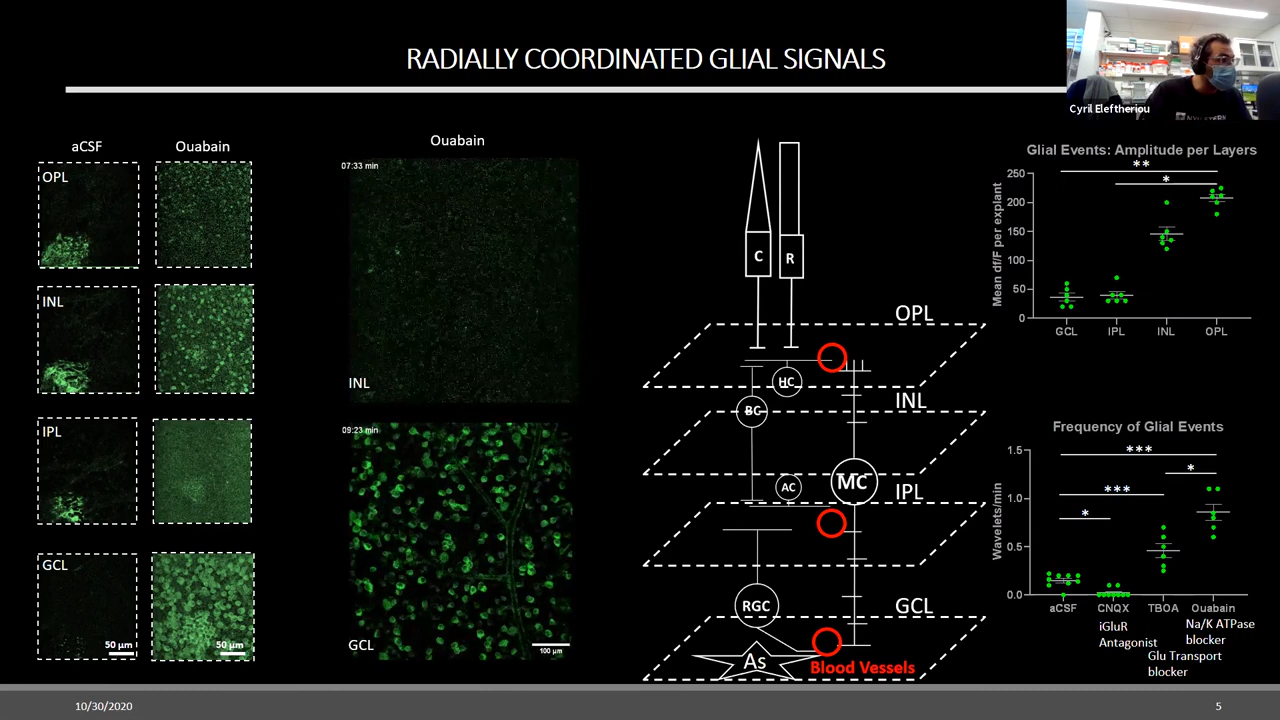 RADIALLY COORDINATED GLIAL SIGNALS
Cyril Eleftheriou
aCSF
Ouabain
OPL
INL
IPL
GCL
50 µm
50 µm
Ouabain
07:33 min
INL
09:23 min
GCL
100 µm
C
R
OPL
HC
INL
BC
AC
MC
IPL
RGC
GCL
As
Blood Vessels
Glial Events: Amplitude per Layers
**
*
Mean df/F per explant
250
200
150
100
50
0
GCL
IPL
INL
OPL
Frequency of Glial Events
***
*
***
*
Wavelets/min
1.5
1.0
0.5
0.0
aCSF
CNQX
TBOA
Ouabain
iGluR
Antagonist
Na/K ATPase
blocker
Glu Transport
blocker
10/30/2020
5